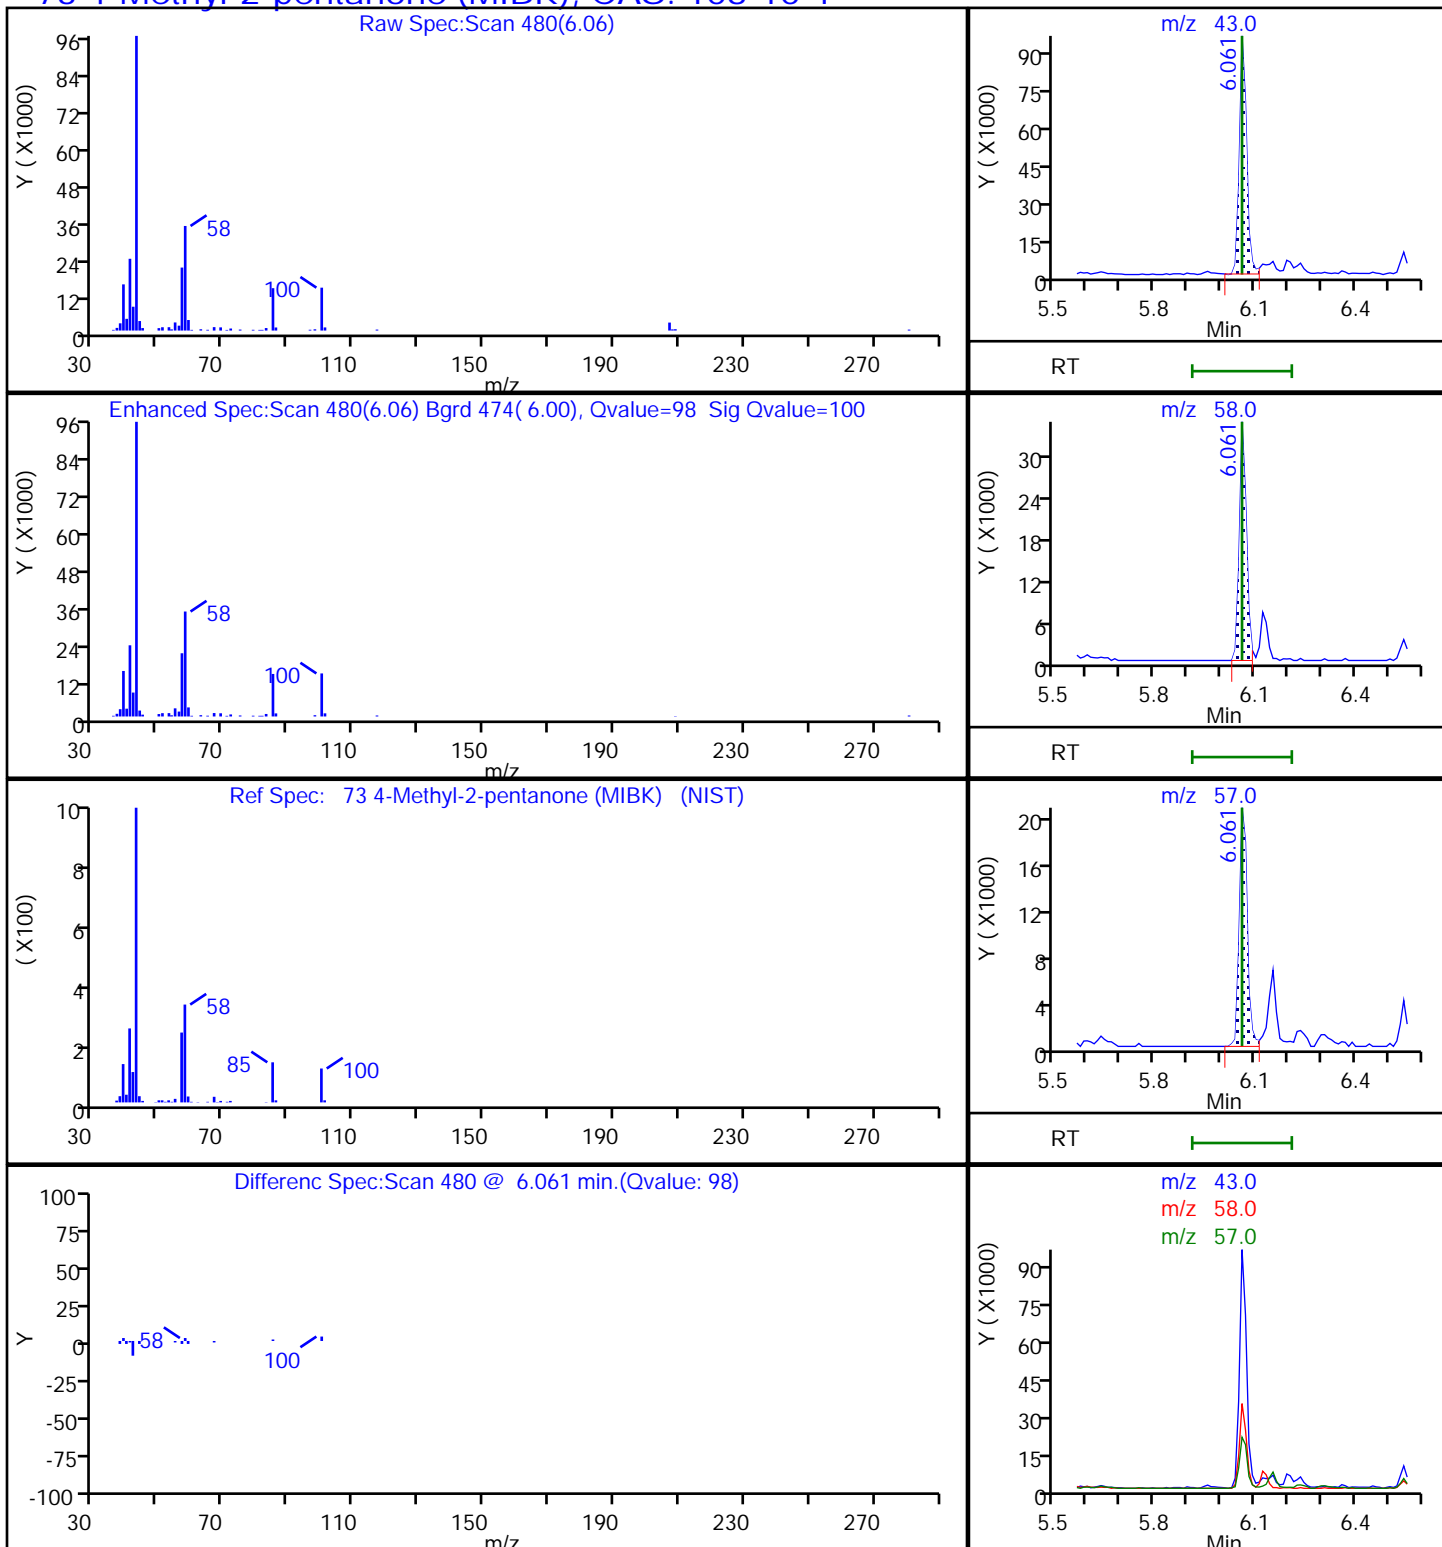 73 4-Methyl-2-pentanone (MIBK), CAS: 108-10-1
Raw Spec:Scan 480(6.06)
Y ( X1000)
96
84
72
60
48
36
24
12
0
58
100
30 70 110 150 190 230 270
m/z
m/z 43.0
6.061
Y ( X1000)
90
75
60
45
30
15
0
5.5 5.8 6.1 6.4
Min
RT
Enhanced Spec:Scan 480(6.06) Bgrd 474( 6.00), Qvalue=98 Sig Qvalue=100
Y ( X1000)
96
84
72
60
48
36
24
12
0
58
100
30 70 110 150 190 230 270
m/z
m/z 58.0
6.061
Y ( X1000)
30
24
18
12
6
0
5.5 5.8 6.1 6.4
Min
RT
Ref Spec: 73 4-Methyl-2-pentanone (MIBK) (NIST)
( X100)
10
8
6
4
2
0
58
85
100
30 70 110 150 190 230 270
m/z 57.0
6.061
Y ( X1000)
20
16
12
8
4
0
5.5 5.8 6.1 6.4
Min
RT
Differenc Spec:Scan 480 @ 6.061 min.(Qvalue: 98)
Y
100
75
50
25
0
-25
-50
-75
-100
58
100
30 70 110 150 190 230 270
m/z
m/z 43.0
m/z 58.0
m/z 57.0
Y ( X1000)
90
75
60
45
30
15
0
5.5 5.8 6.1 6.4
Min